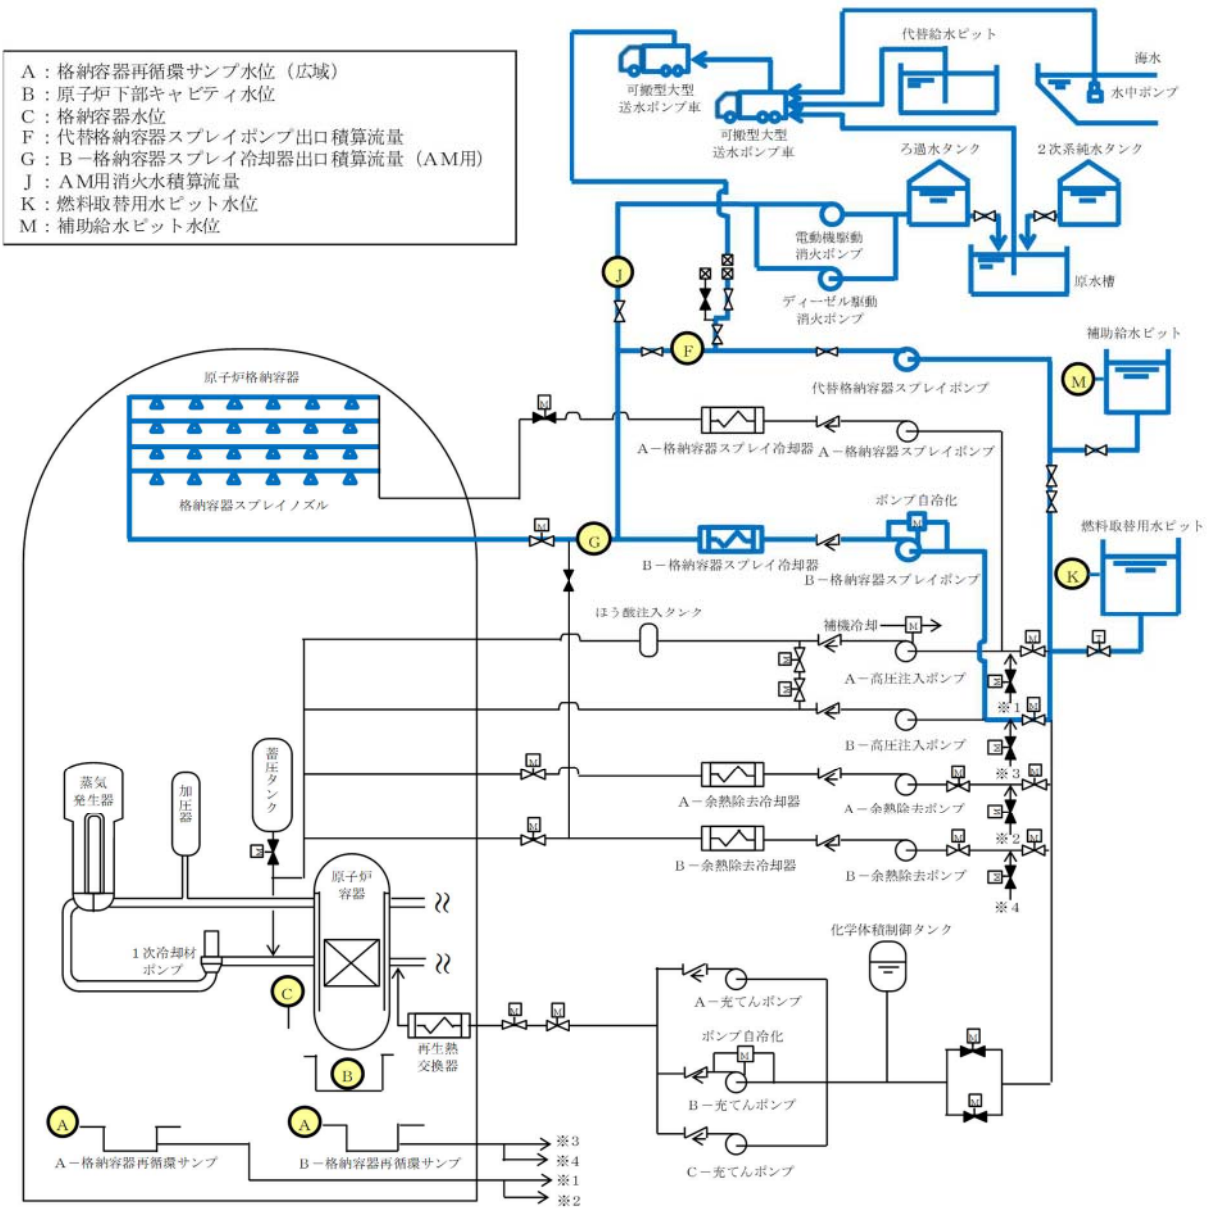 A：格納容器再循環サンプ水位（広域）
B：原子炉下部キャビティ水位
C：格納容器水位
F：代替格納容器スプレイポンプ出口積算流量
G：B－格納容器スプレイ冷却器出口積算流量（AM用）
J：AM用消火水積算流量
K：燃料取替用水ピット水位
M：補助給水ピット水位
代替給水ピット
海水
水中ポンプ
可搬型大型
送水ポンプ車
可搬型大型
送水ポンプ車
ろ過水タンク
2次系純水タンク
電動機駆動
消火ポンプ
J
ディーゼル駆動
消火ポンプ
原水槽
補助給水ピット
F
M
代替格納容器スプレイポンプ
原子炉格納容器
M
A－格納容器スプレイ冷却器
A－格納容器スプレイポンプ
格納容器スプレイノズル
ポンプ自冷化
M
燃料取替用水ピット
M
G
K
B－格納容器スプレイ冷却器
B－格納容器スプレイポンプ
ほう酸注入タンク
補機冷却
M
M
T
M
M
A－高圧注入ポンプ
M
※1
M
B－高圧注入ポンプ
M
※3
蓄圧タンク
蒸気
発生器
加圧器
M
M
M
A－余熱除去冷却器
A－余熱除去ポンプ
M
※2
M
M
M
M
B－余熱除去冷却器
B－余熱除去ポンプ
M
※4
原子炉
容器
化学体積制御タンク
1次冷却材
ポンプ
C
A－充てんポンプ
M
M
ポンプ自冷化
M
M
再生熱
交換器
B
B－充てんポンプ
M
A
A
※3
※4
※1
※2
A－格納容器再循環サンプ
B－格納容器再循環サンプ
C－充てんポンプ